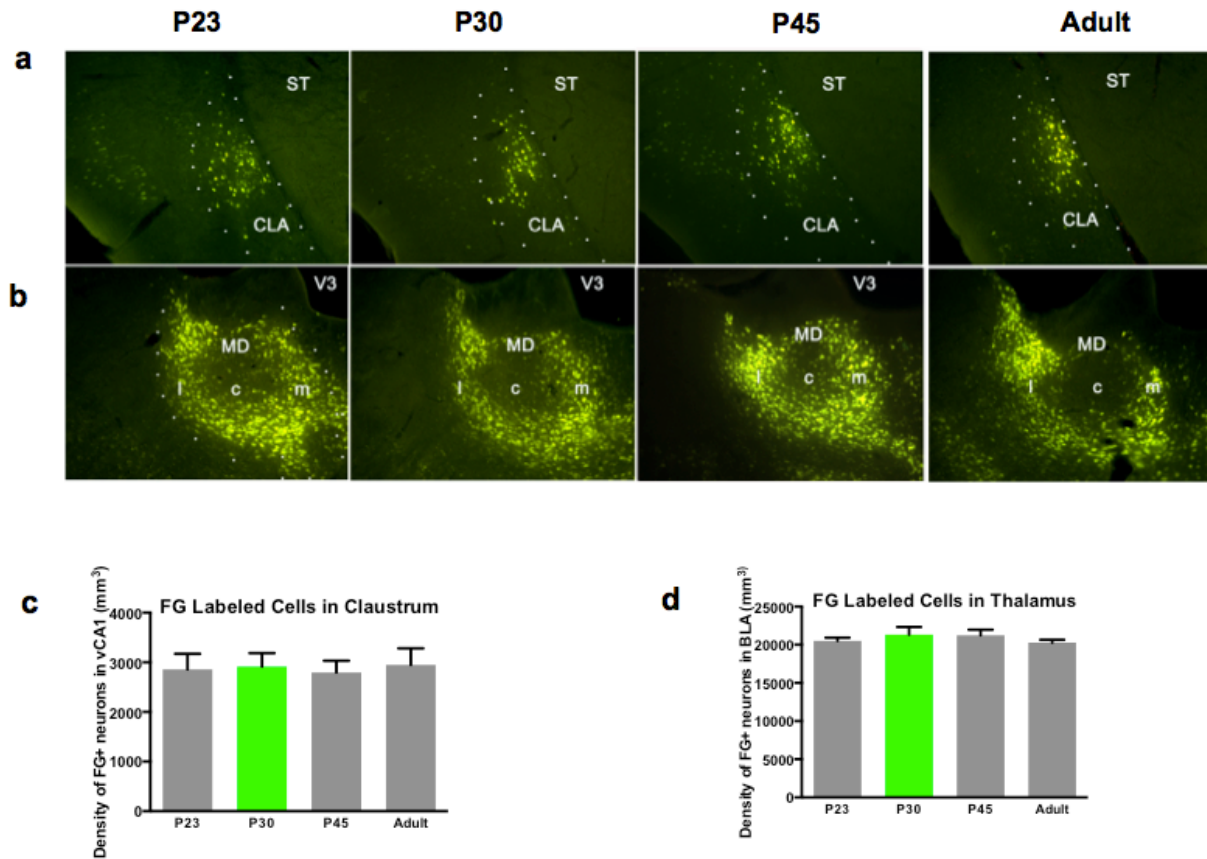 P23 P30 P45 Adult
a
ST ST ST ST
CLA CLA CLA CLA
b
V3 V3
MD MD MD MD
l c m l c m l c m l c m
c
FG Labeled Cells in Claustrum
Density of FG+ neurons in vCA1 (mm³)
4000
3000
2000
1000
0
P23 P30 P45 Adult
d
FG Labeled Cells in Thalamus
Density of FG+ neurons in BLA (mm³)
25000
20000
15000
10000
5000
0
P23 P30 P45 Adult